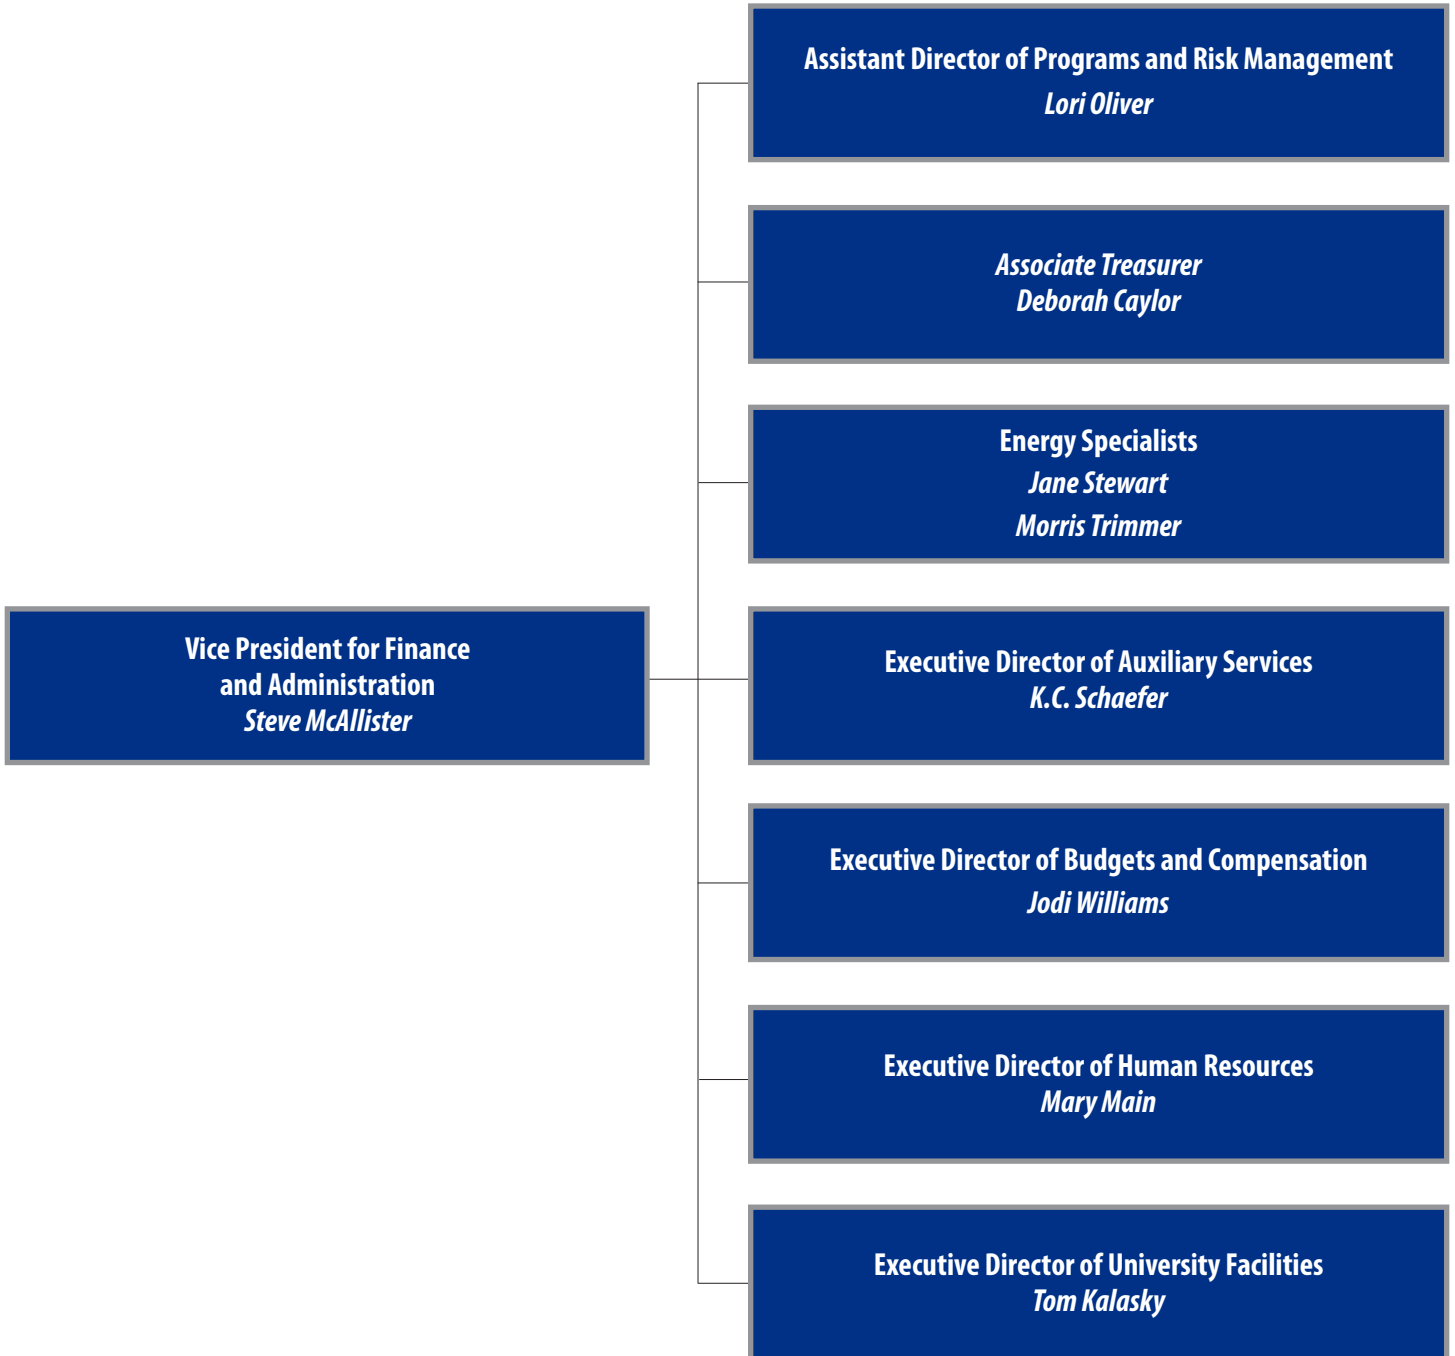 Assistant Director of Programs and Risk Management
Lori Oliver
Associate Treasurer
Deborah Caylor
Energy Specialists
Jane Stewart
Morris Trimmer
Vice President for Finance
and Administration
Steve McAllister
Executive Director of Auxiliary Services
K.C. Schaefer
Executive Director of Budgets and Compensation
Jodi Williams
Executive Director of Human Resources
Mary Main
Executive Director of University Facilities
Tom Kalasky